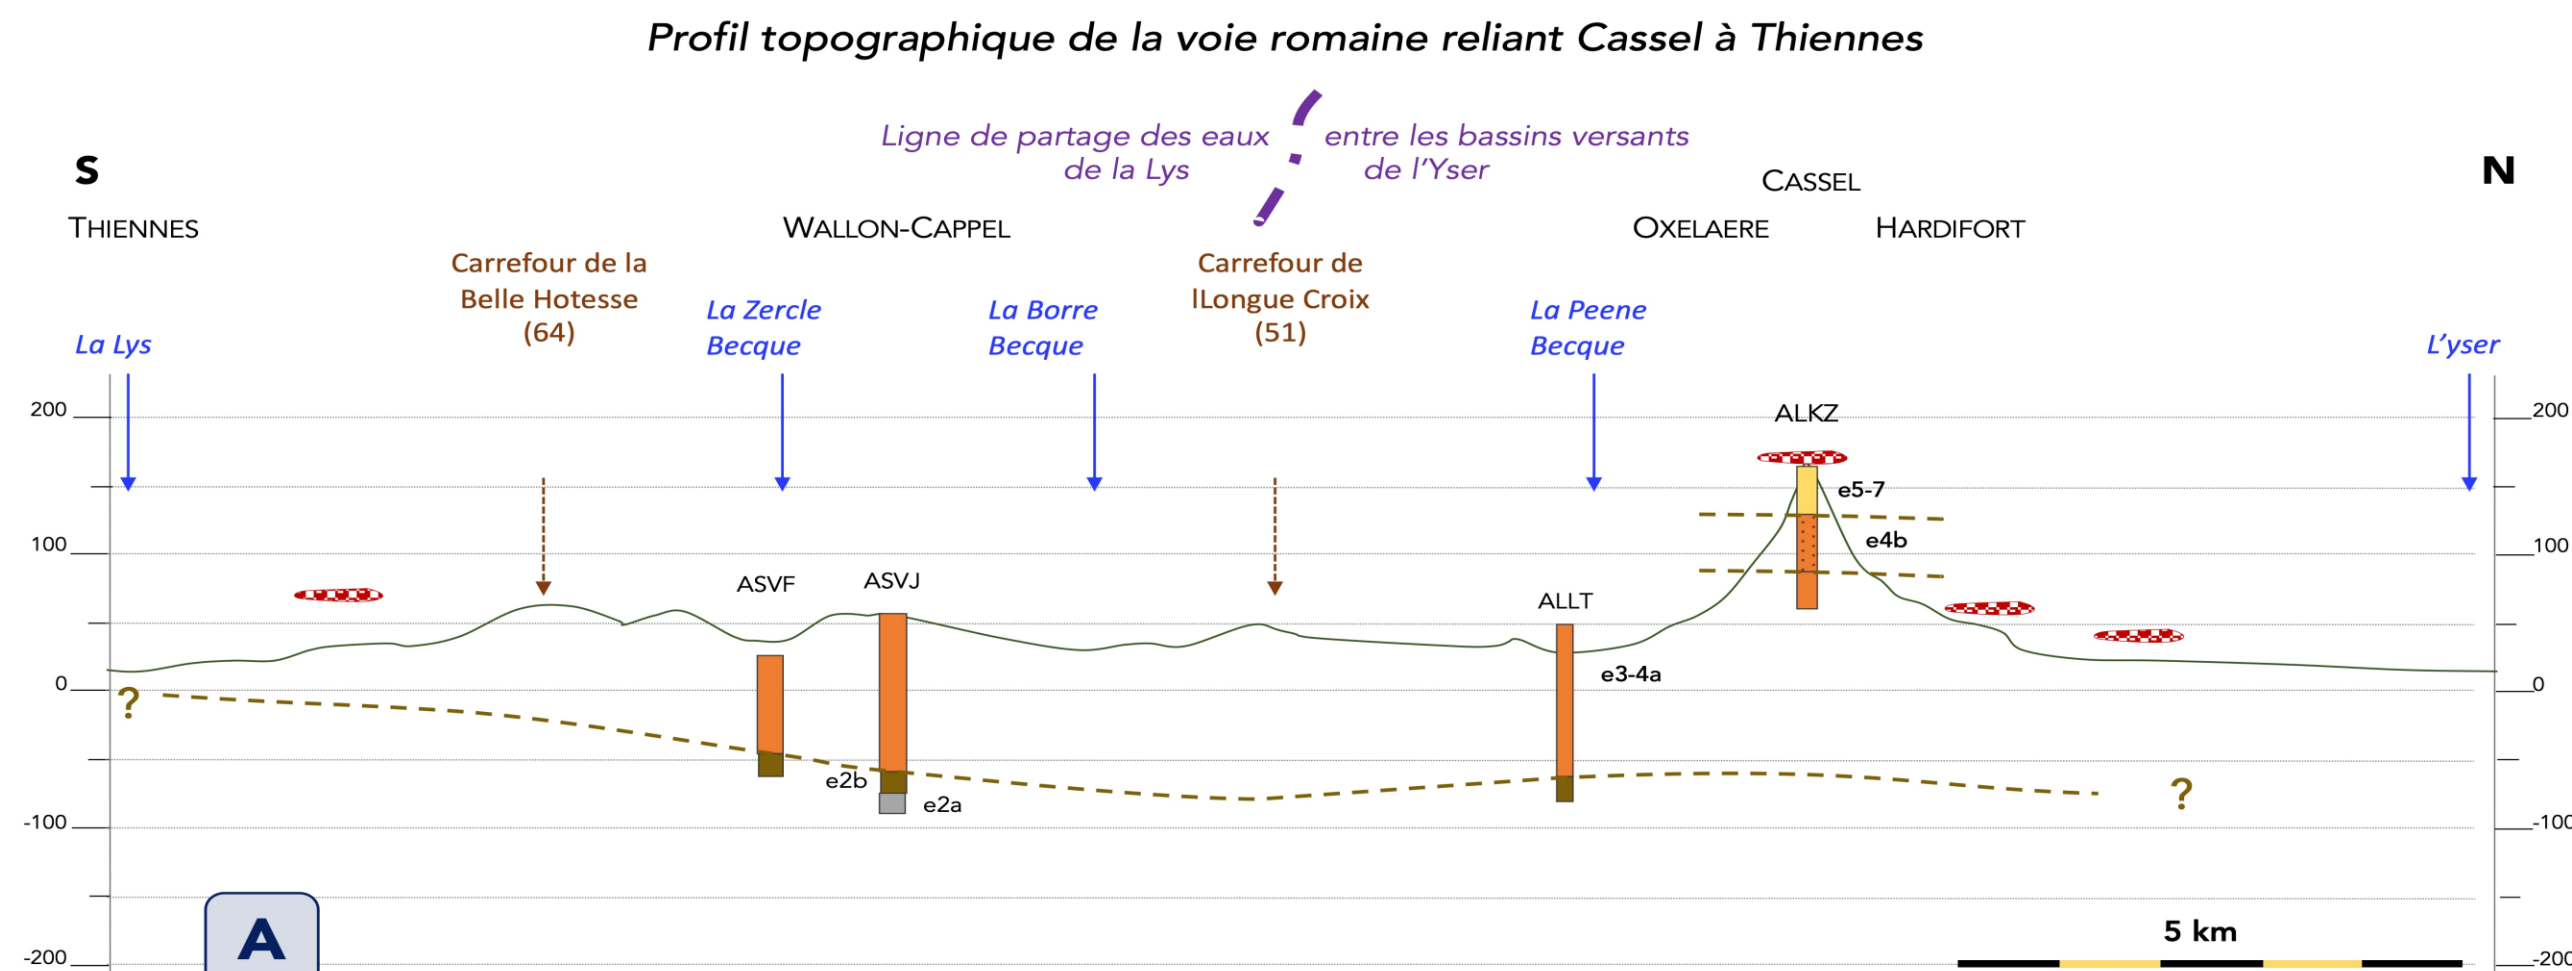 Profil topographique de la voie romaine reliant Cassel à Thiennes
Ligne de partage des eaux
de la Lys
entre les bassins versants
de l'Yser
S
N
THIENNES
WALLON-CAPPEL
CASSEL
OXELAERE
HARDIFORT
Carrefour de la
Belle Hotesse
(64)
Carrefour de
lLongue Croix
(51)
La Lys
La Zercle
Becque
La Borre
Becque
La Peene
Becque
L'yser
200
100
0
-100
-200
200
100
0
-100
-200
ASVF
ASVJ
ALLT
ALKZ
e5-7
e4b
e3-4a
e2b
e2a
?
?
A
5 km